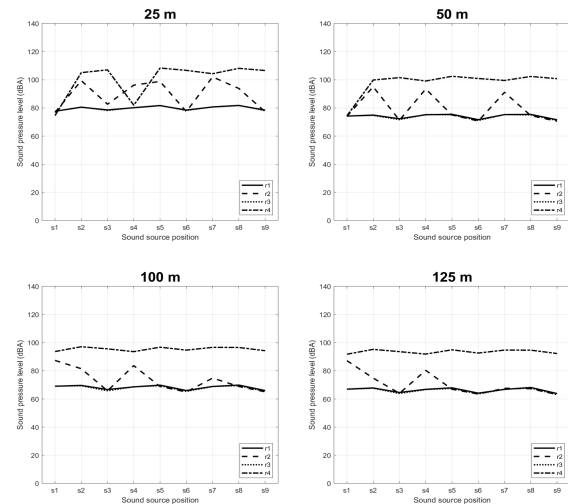 25 m
Sound pressure level (dBA)
140
120
100
80
60
40
20
0
s1 s2 s3 s4 s5 s6 s7 s8 s9
Sound source position
r1
r2
r3
r4
50 m
Sound pressure level (dBA)
140
120
100
80
60
40
20
0
s1 s2 s3 s4 s5 s6 s7 s8 s9
Sound source position
r1
r2
r3
r4
100 m
Sound pressure level (dBA)
140
120
100
80
60
40
20
0
s1 s2 s3 s4 s5 s6 s7 s8 s9
Sound source position
r1
r2
r3
r4
125 m
Sound pressure level (dBA)
140
120
100
80
60
40
20
0
s1 s2 s3 s4 s5 s6 s7 s8 s9
Sound source position
r1
r2
r3
r4